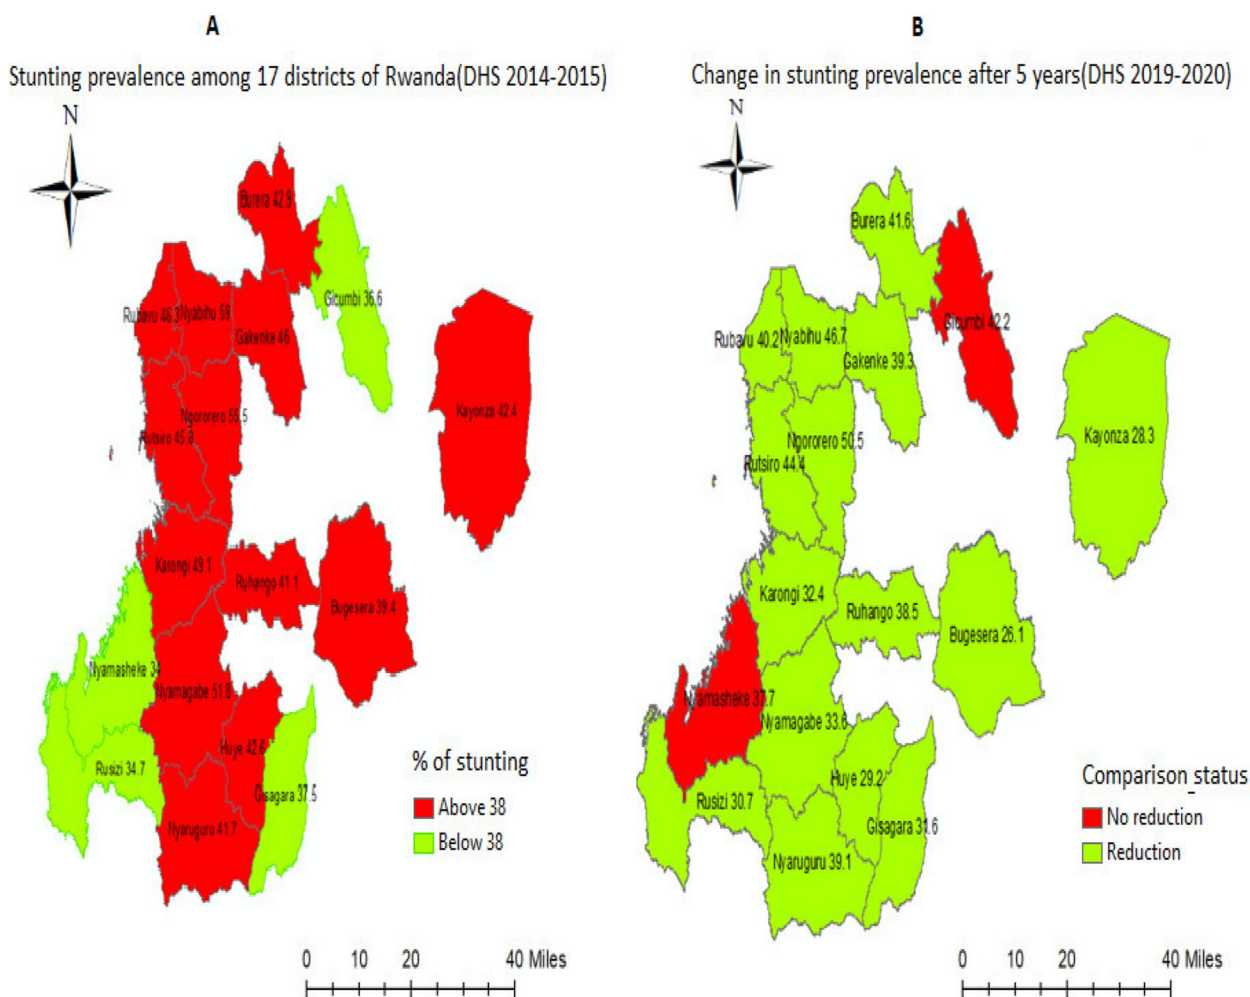 A
Stunting prevalence among 17 districts of Rwanda(DHS 2014-2015)
N
Burera 42.9
Gicumbi 36.6
Rubavu 46.3
Nyabihu 59
Gakenke 46
Kayonza 42.4
Ngororero 55.5
Rutsiro 45.8
Karongi 49.1
Ruhango 41.1
Bugesera 39.4
Nyamasheke 34
Nyamagabe 51.8
Huye 42.6
Rusizi 34.7
Gisagara 37.5
Nyaruguru 41.7
% of stunting
Above 38
Below 38
0 10 20 40 Miles
B
Change in stunting prevalence after 5 years(DHS 2019-2020)
N
Burera 41.6
Gicumbi 42.2
Rubavu 40.2
Nyabihu 46.7
Gakenke 39.3
Kayonza 28.3
Ngororero 50.5
Rutsiro 44.4
Karongi 32.4
Ruhango 38.5
Bugesera 26.1
Nyamasheke 37.7
Nyamagabe 33.6
Huye 29.2
Rusizi 30.7
Gisagara 31.6
Nyaruguru 39.1
Comparison_status
No reduction
Reduction
0 10 20 40 Miles